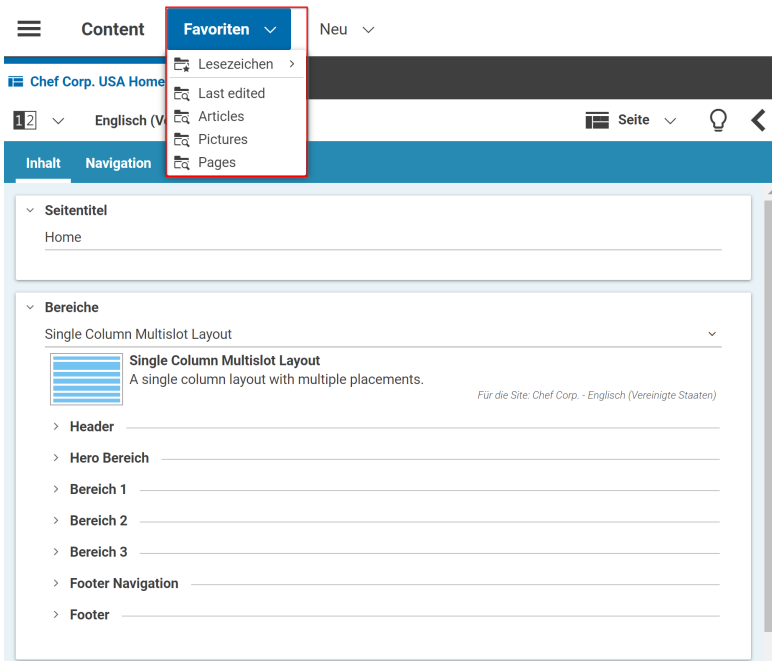 Content Favoriten Neu
Lesezeichen
Chef Corp. USA Home
Last edited
Articles
Pictures
Pages
12 Englisch (V Seite
Inhalt Navigation
Seitentitel
Home
Bereiche
Single Column Multislot Layout
Single Column Multislot Layout
A single column layout with multiple placements.
Für die Site: Chef Corp. - Englisch (Vereinigte Staaten)
Header
Hero Bereich
Bereich 1
Bereich 2
Bereich 3
Footer Navigation
Footer